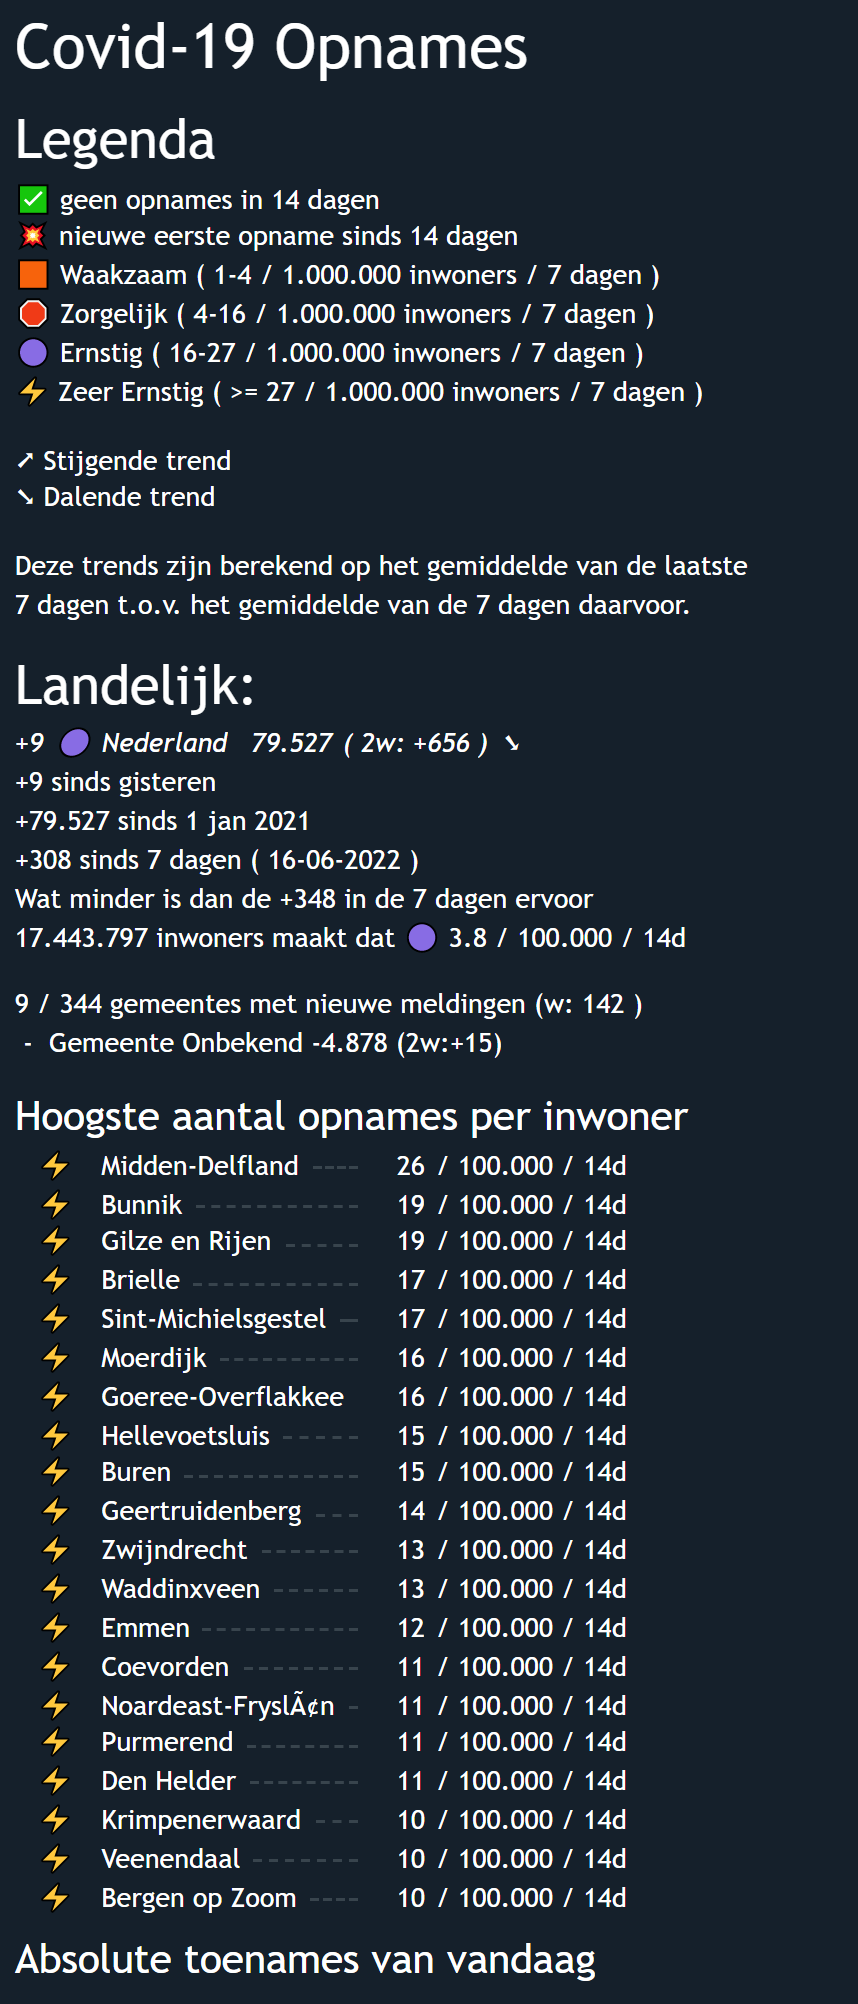 Covid-19 Opnames
Legenda
✅ geen opnames in 14 dagen
💥 nieuwe eerste opname sinds 14 dagen
🟧 Waakzaam ( 1-4 / 1.000.000 inwoners / 7 dagen )
🛑 Zorgelijk ( 4-16 / 1.000.000 inwoners / 7 dagen )
🟣 Ernstig ( 16-27 / 1.000.000 inwoners / 7 dagen )
⚡ Zeer Ernstig ( >= 27 / 1.000.000 inwoners / 7 dagen )
➚ Stijgende trend
➘ Dalende trend
Deze trends zijn berekend op het gemiddelde van de laatste
7 dagen t.o.v. het gemiddelde van de 7 dagen daarvoor.
Landelijk:
+9 🟣 Nederland 79.527 ( 2w: +656 ) ➘
+9 sinds gisteren
+79.527 sinds 1 jan 2021
+308 sinds 7 dagen ( 16-06-2022 )
Wat minder is dan de +348 in de 7 dagen ervoor
17.443.797 inwoners maakt dat 🟣 3.8 / 100.000 / 14d
9 / 344 gemeentes met nieuwe meldingen (w: 142 )
- Gemeente Onbekend -4.878 (2w:+15)
Hoogste aantal opnames per inwoner
⚡ Midden-Delfland ---- 26 / 100.000 / 14d
⚡ Bunnik ----------- 19 / 100.000 / 14d
⚡ Gilze en Rijen ----- 19 / 100.000 / 14d
⚡ Brielle ----------- 17 / 100.000 / 14d
⚡ Sint-Michielsgestel - 17 / 100.000 / 14d
⚡ Moerdijk ---------- 16 / 100.000 / 14d
⚡ Goeree-Overflakkee 16 / 100.000 / 14d
⚡ Hellevoetsluis ----- 15 / 100.000 / 14d
⚡ Buren ------------ 15 / 100.000 / 14d
⚡ Geertruidenberg --- 14 / 100.000 / 14d
⚡ Zwijndrecht ------- 13 / 100.000 / 14d
⚡ Waddinxveen ------ 13 / 100.000 / 14d
⚡ Emmen ----------- 12 / 100.000 / 14d
⚡ Coevorden -------- 11 / 100.000 / 14d
⚡ Noardeast-FryslÃ¢n - 11 / 100.000 / 14d
⚡ Purmerend -------- 11 / 100.000 / 14d
⚡ Den Helder -------- 11 / 100.000 / 14d
⚡ Krimpenerwaard --- 10 / 100.000 / 14d
⚡ Veenendaal ------- 10 / 100.000 / 14d
⚡ Bergen op Zoom ---- 10 / 100.000 / 14d
Absolute toenames van vandaag